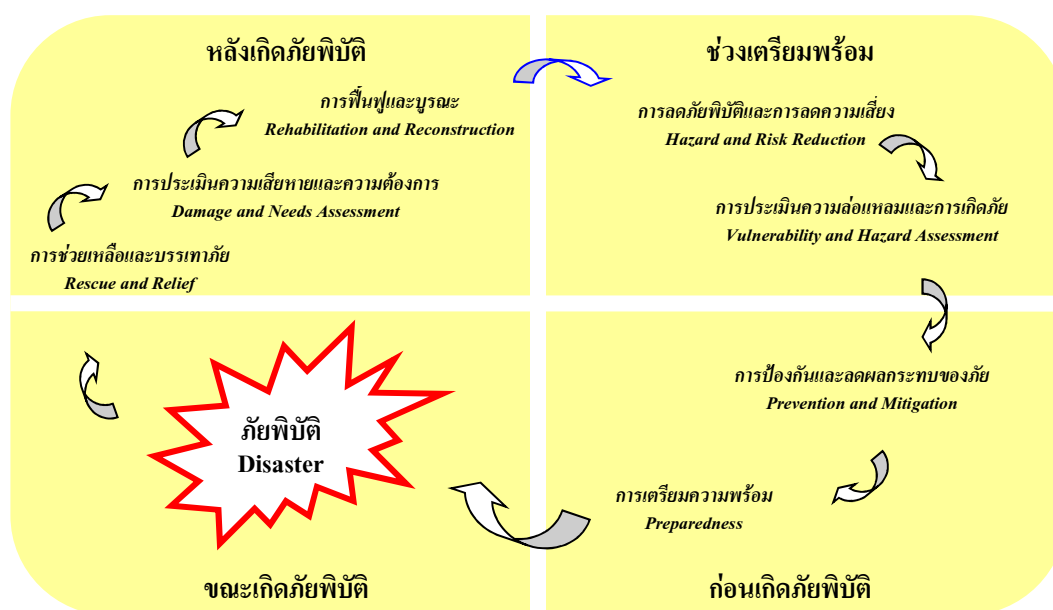 หลังเกิดภัยพิบัติ
การฟื้นฟูและบูรณะ
Rehabilitation and Reconstruction
การประเมินความเสียหายและความต้องการ
Damage and Needs Assessment
การช่วยเหลือและบรรเทาภัย
Rescue and Relief
ช่วงเตรียมพร้อม
การลดภัยพิบัติและการลดความเสี่ยง
Hazard and Risk Reduction
การประเมินความล่อแหลมและการเกิดภัย
Vulnerability and Hazard Assessment
ภัยพิบัติ
Disaster
ขณะเกิดภัยพิบัติ
การป้องกันและลดผลกระทบของภัย
Prevention and Mitigation
การเตรียมความพร้อม
Preparedness
ก่อนเกิดภัยพิบัติ